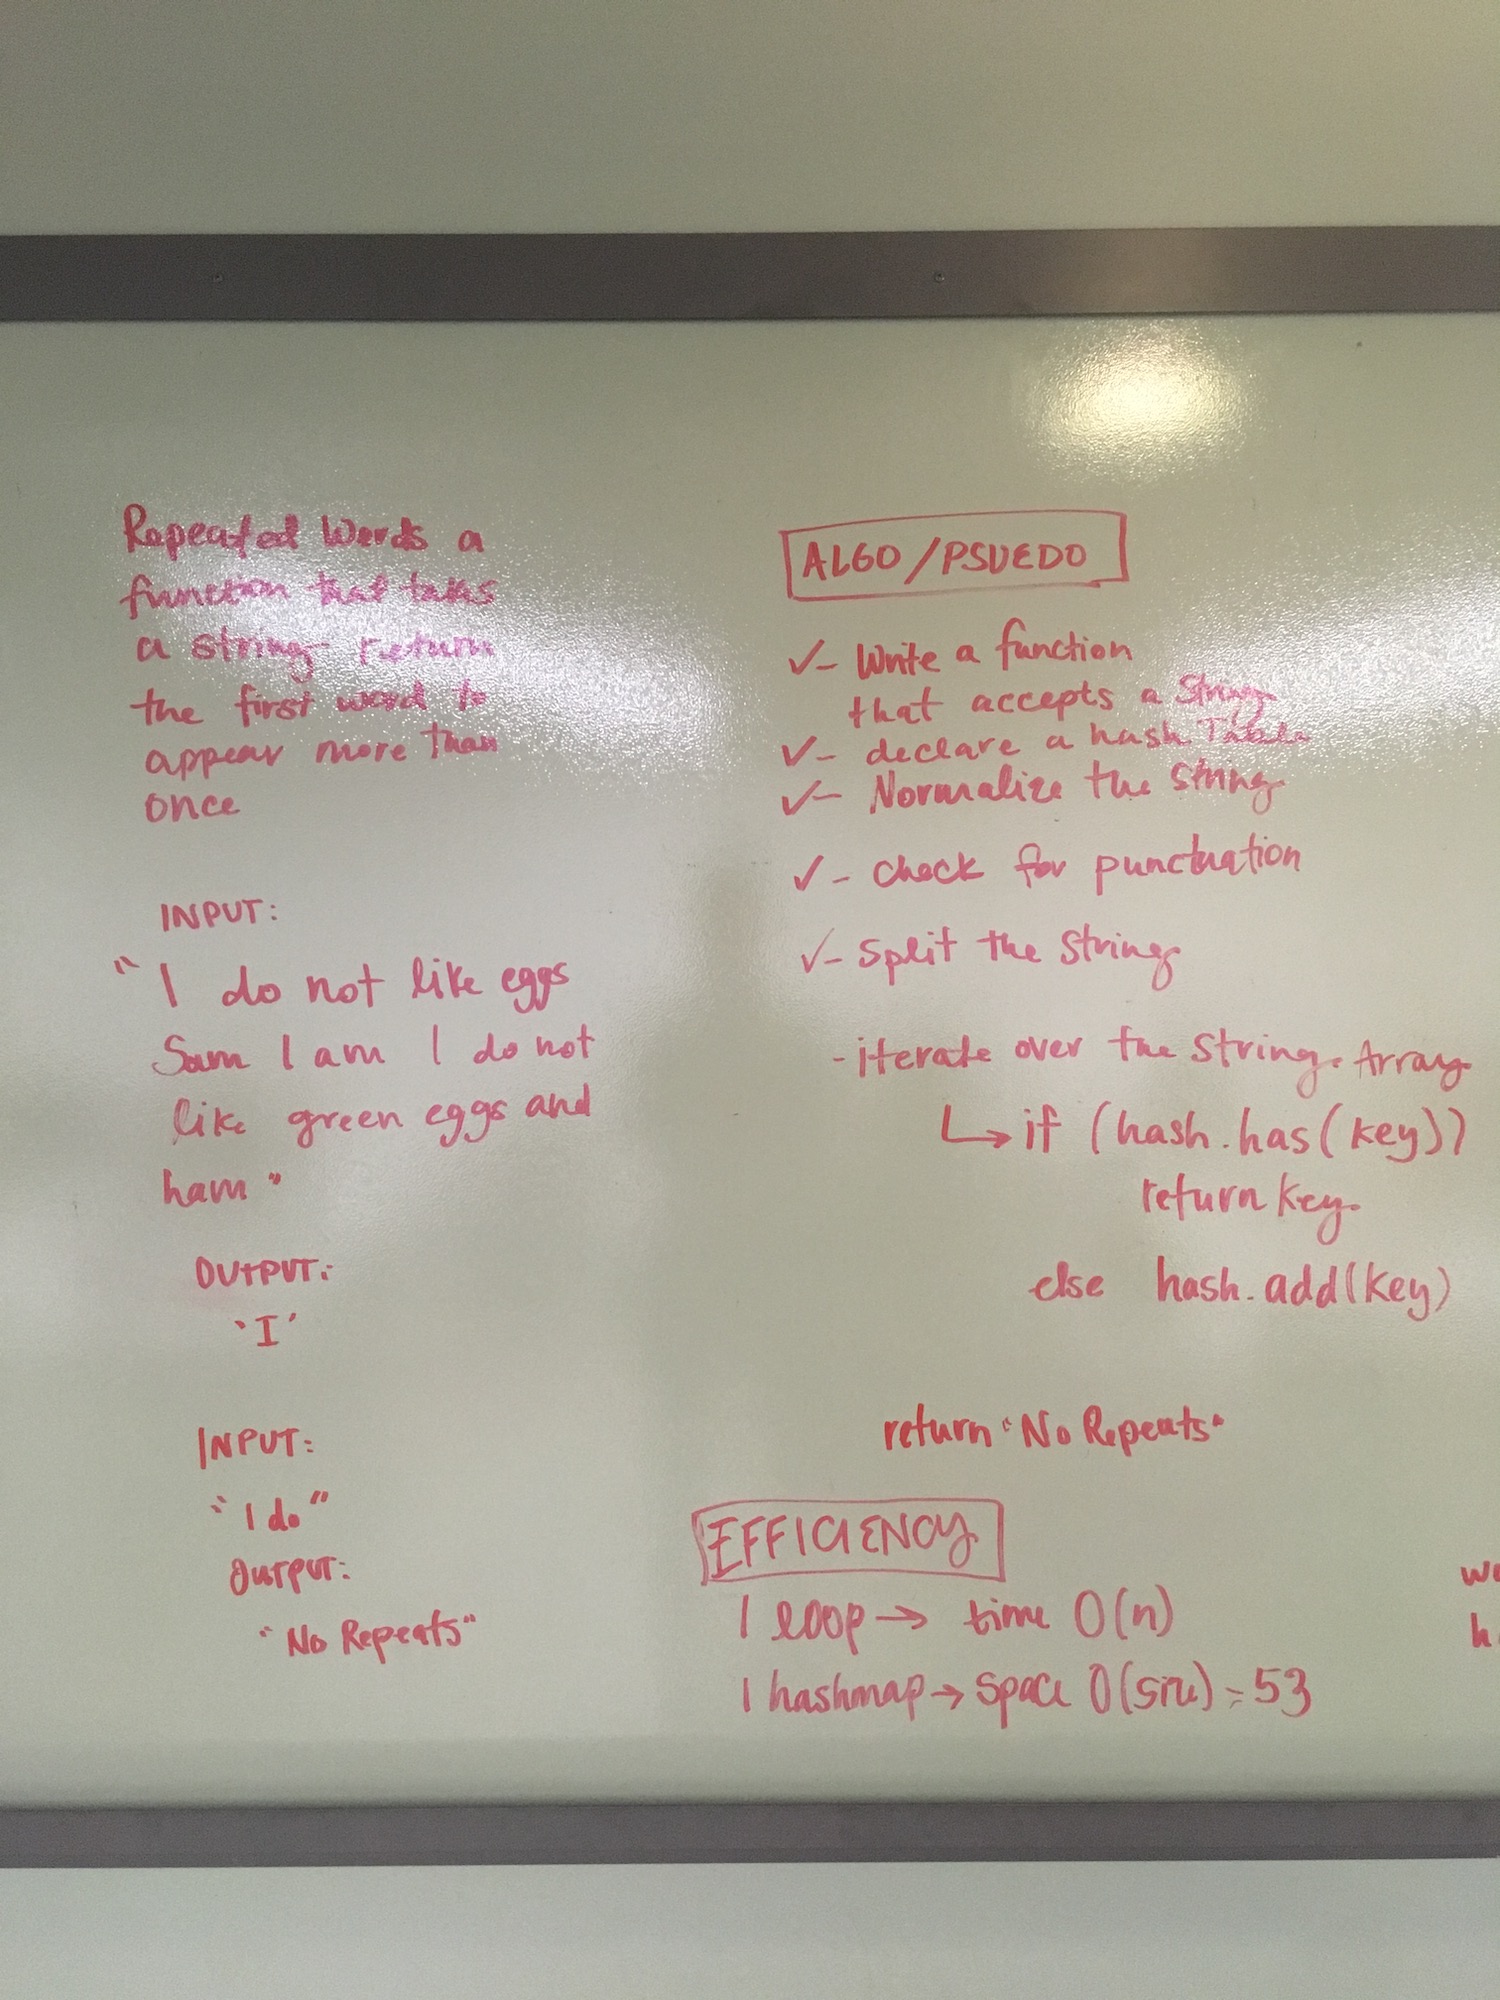 Repeated Words a
function that takes
a string return
the first word to
appear more than
once
INPUT:
"I do not like eggs
Sam I am I do not
like green eggs and
ham"
OUTPUT:
'I'
INPUT:
"I do"
OUTPUT:
"No Repeats"
ALGO/PSUEDO
✓- Write a function
that accepts a string
✓- declare a hash Table
✓- Normalize the string
✓- check for punctuation
✓- split the string
- iterate over the string. Array
↳ if (hash.has(key))
return key.
else hash.add(key)
return "No Repeats"
EFFICIENCY
1 loop → time O(n)
1 hashmap → space O(size) = 53